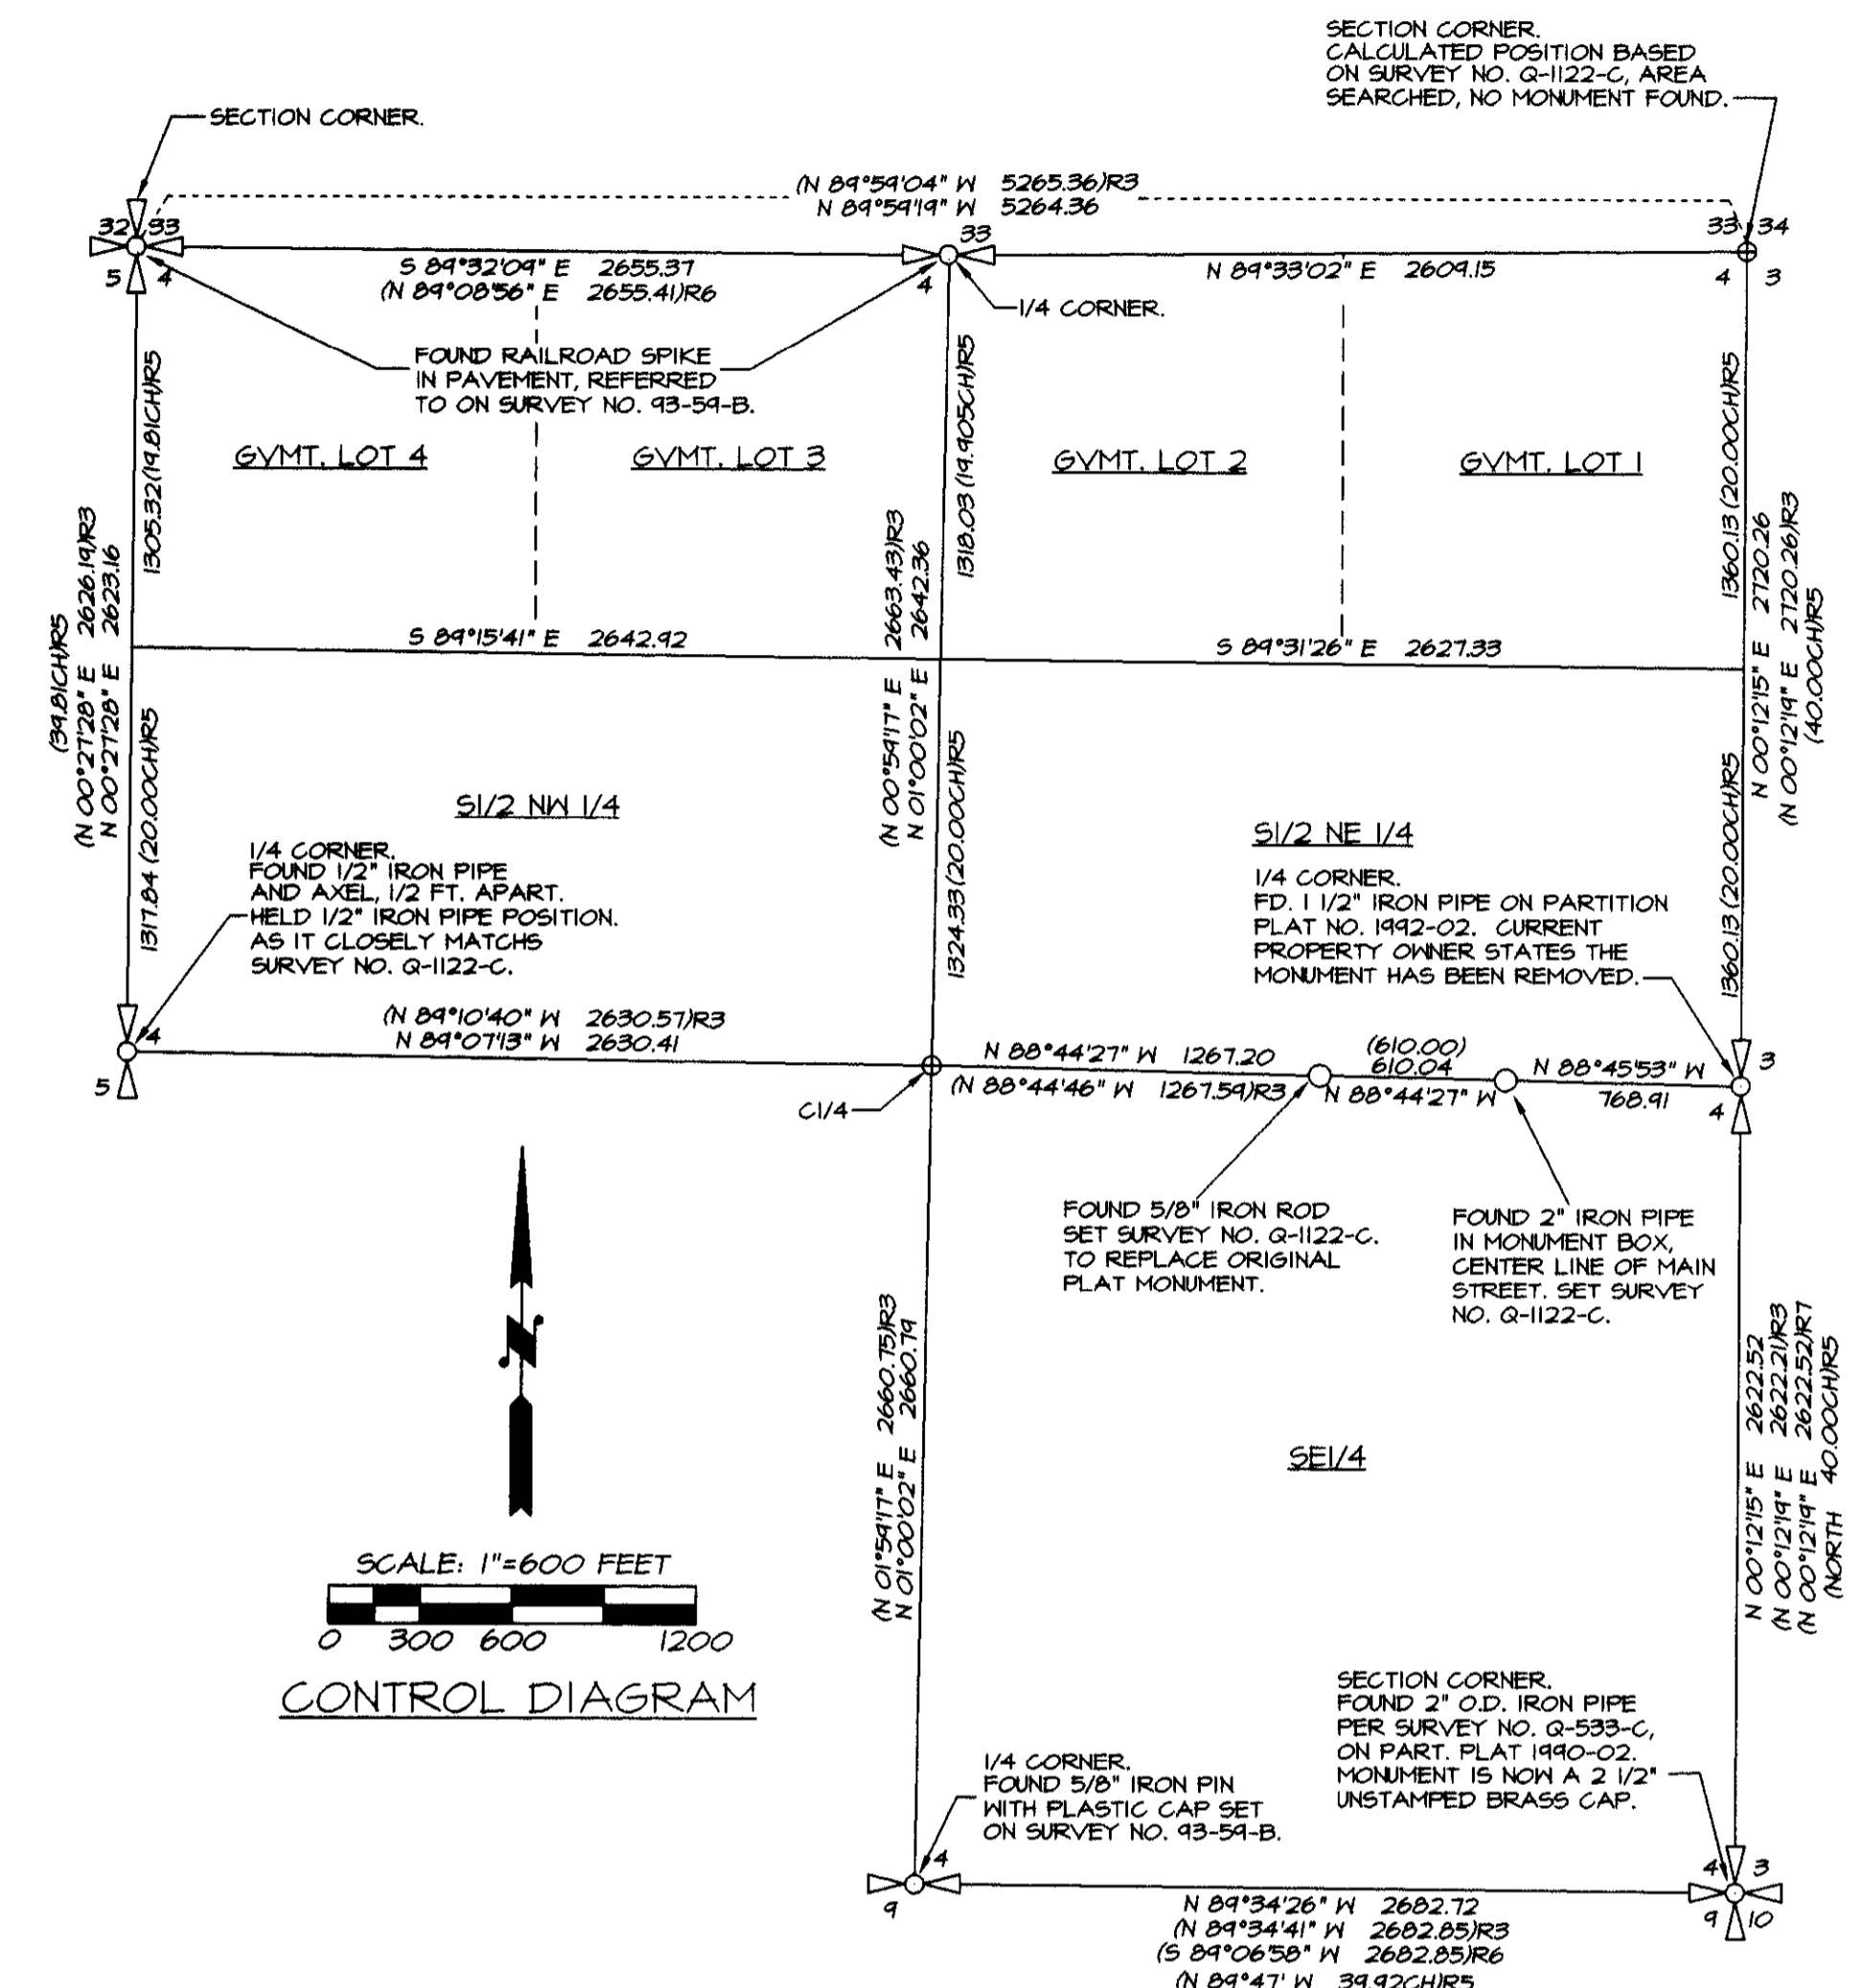 SECTION CORNER.
CALCULATED POSITION BASED
ON SURVEY NO. Q-1122-C, AREA
SEARCHED, NO MONUMENT FOUND.
SECTION CORNER.
(N 89°59'04" W 5265.36)R3
N 89°59'19" W 5264.36
32 33
5 4
33
4
33 34
4 3
S 89°32'09" E 2655.37
(N 89°08'56" E 2655.41)R6
N 89°33'02" E 2609.15
1/4 CORNER.
FOUND RAILROAD SPIKE
IN PAVEMENT, REFERRED
TO ON SURVEY NO. 93-59-B.
GVMT. LOT 4
GVMT. LOT 3
GVMT. LOT 2
GVMT. LOT 1
1305.32(19.81CH)R5
1318.03 (19.905CH)R5
1360.13 (20.00CH)R5
(39.81CH)R5
(N 00°27'28" E 2626.19)R3
N 00°27'28" E 2623.16
(N 00°59'17" E 2663.43)R3
N 01°00'02" E 2642.36
N 00°12'15" E 2720.26
(N 00°12'19" E 2720.26)R3
(40.00CH)R5
S 89°15'41" E 2642.92
S 89°31'26" E 2627.33
1317.84 (20.00CH)R5
1324.33 (20.00CH)R5
1360.13 (20.00CH)R5
S1/2 NW 1/4
S1/2 NE 1/4
1/4 CORNER.
FOUND 1/2" IRON PIPE
AND AXEL, 1/2 FT. APART.
HELD 1/2" IRON PIPE POSITION.
AS IT CLOSELY MATCHS
SURVEY NO. Q-1122-C.
1/4 CORNER.
FD. 1 1/2" IRON PIPE ON PARTITION
PLAT NO. 1992-02. CURRENT
PROPERTY OWNER STATES THE
MONUMENT HAS BEEN REMOVED.
(N 89°10'40" W 2630.57)R3
N 89°07'13" W 2630.41
4
5
N 88°44'27" W 1267.20
(N 88°44'46" W 1267.59)R3
(610.00)
610.04
N 88°44'27" W
N 88°45'53" W
768.91
3
4
C1/4
FOUND 5/8" IRON ROD
SET SURVEY NO. Q-1122-C.
TO REPLACE ORIGINAL
PLAT MONUMENT.
FOUND 2" IRON PIPE
IN MONUMENT BOX,
CENTER LINE OF MAIN
STREET. SET SURVEY
NO. Q-1122-C.
N
(N 01°59'17" E 2660.75)R3
N 01°00'02" E 2660.79
N 00°12'15" E 2622.52
(N 00°12'19" E 2622.21)R3
(N 00°12'19" E 2622.52)R7
(NORTH 40.00CH)R5
SE1/4
SCALE: 1"=600 FEET
0 300 600 1200
CONTROL DIAGRAM
SECTION CORNER.
FOUND 2" O.D. IRON PIPE
PER SURVEY NO. Q-533-C,
ON PART. PLAT 1990-02.
MONUMENT IS NOW A 2 1/2"
UNSTAMPED BRASS CAP.
1/4 CORNER.
FOUND 5/8" IRON PIN
WITH PLASTIC CAP SET
ON SURVEY NO. 93-59-B.
4
9
4 3
9 10
N 89°34'26" W 2682.72
(N 89°34'41" W 2682.85)R3
(S 89°06'58" W 2682.85)R6
(N 89°47' W 39.92CH)R5